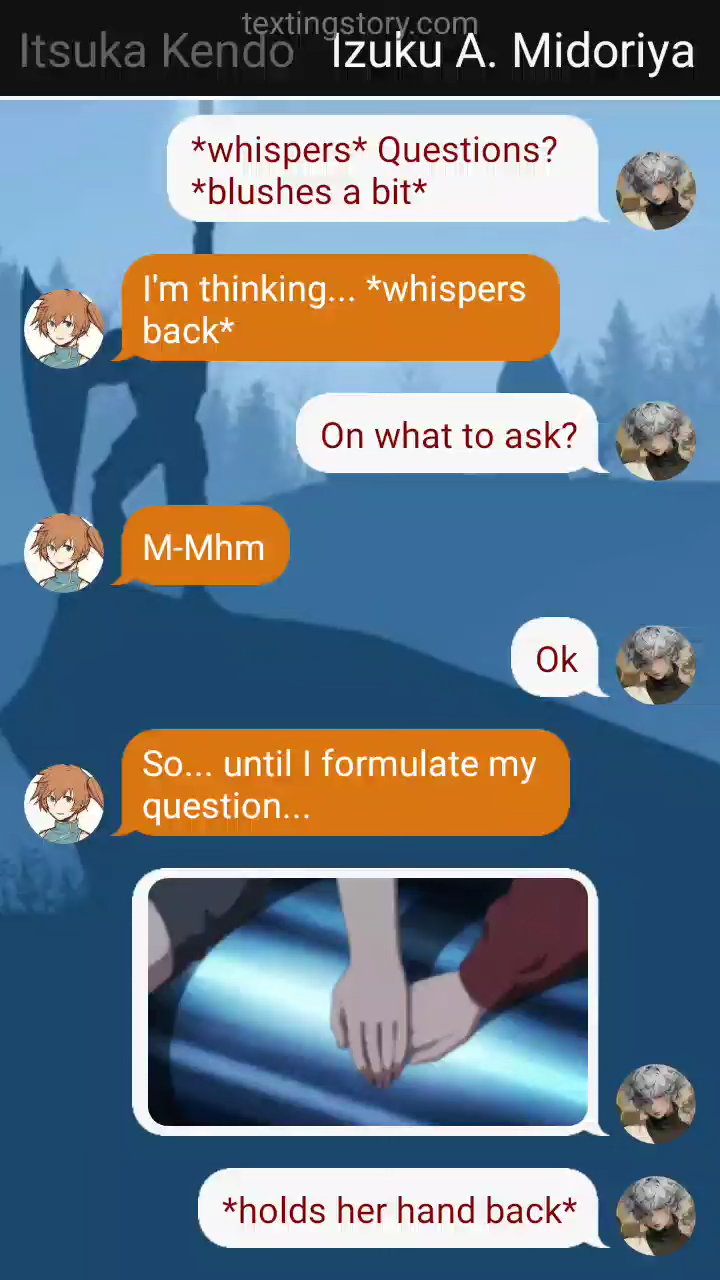 textingstory.com
Itsuka Kendo Izuku A. Midoriya
*whispers* Questions?
*blushes a bit*
I'm thinking... *whispers
back*
On what to ask?
M-Mhm
Ok
So... until I formulate my
question...
*holds her hand back*